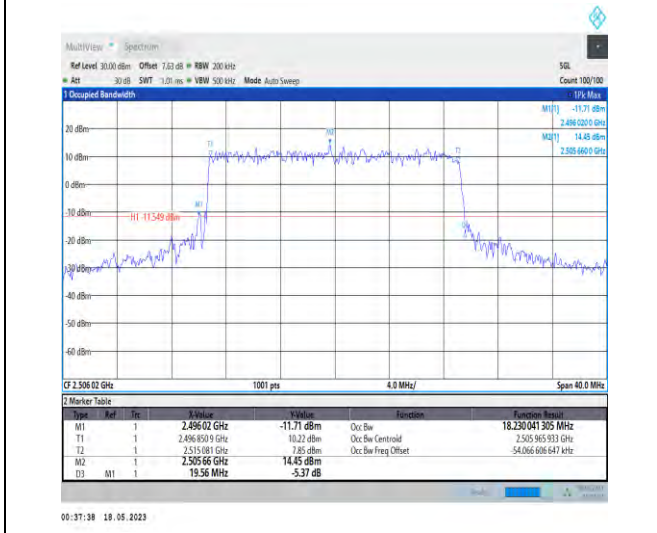 MultiView Spectrum
Ref Level 30.00 dBm Offset 7.63 dB RBW 200 kHz SGL
Att 30 dB SWT 1.01 ms VBW 500 kHz Mode Auto Sweep Count 100/100
1 Occupied Bandwidth 1Pk Max
M1[1] -11.71 dBm
2.496 020 0 GHz
M2[1] 14.45 dBm
2.505 660 0 GHz
20 dBm
M2
T1
T2
10 dBm
0 dBm
M1
-10 dBm
H1 -11.549 dBm
D3
-20 dBm
-30 dBm
-40 dBm
-50 dBm
-60 dBm
CF 2.506 02 GHz 1001 pts 4.0 MHz/ Span 40.0 MHz
2 Marker Table
Type Ref Trc X-Value Y-Value Function Function Result
M1 1 2.496 02 GHz -11.71 dBm Occ Bw 18.230 041 305 MHz
T1 1 2.496 850 9 GHz 10.22 dBm Occ Bw Centroid 2.505 965 933 GHz
T2 1 2.515 081 GHz 7.85 dBm Occ Bw Freq Offset -54.066 606 647 kHz
M2 1 2.505 66 GHz 14.45 dBm
D3 M1 1 19.56 MHz -5.37 dB
00:37:38 18.05.2023